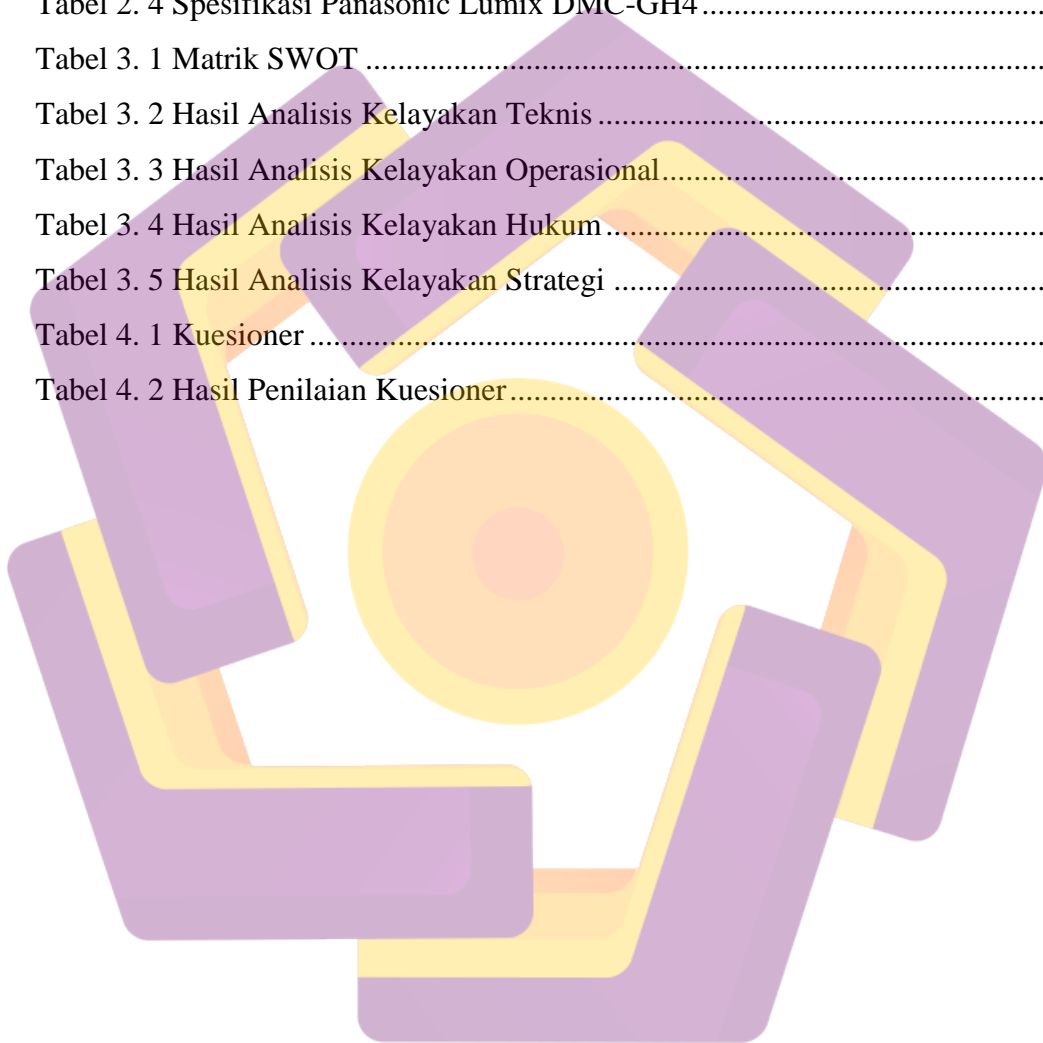 Tabel 2. 4 Spesifikasi Panasonic Lumix DMC-GH4..........................................
Tabel 3. 1 Matrik SWOT ....................................................................................
Tabel 3. 2 Hasil Analisis Kelayakan Teknis ......................................................
Tabel 3. 3 Hasil Analisis Kelayakan Operasional...............................................
Tabel 3. 4 Hasil Analisis Kelayakan Hukum......................................................
Tabel 3. 5 Hasil Analisis Kelayakan Strategi .....................................................
Tabel 4. 1 Kuesioner ...........................................................................................
Tabel 4. 2 Hasil Penilaian Kuesioner..................................................................